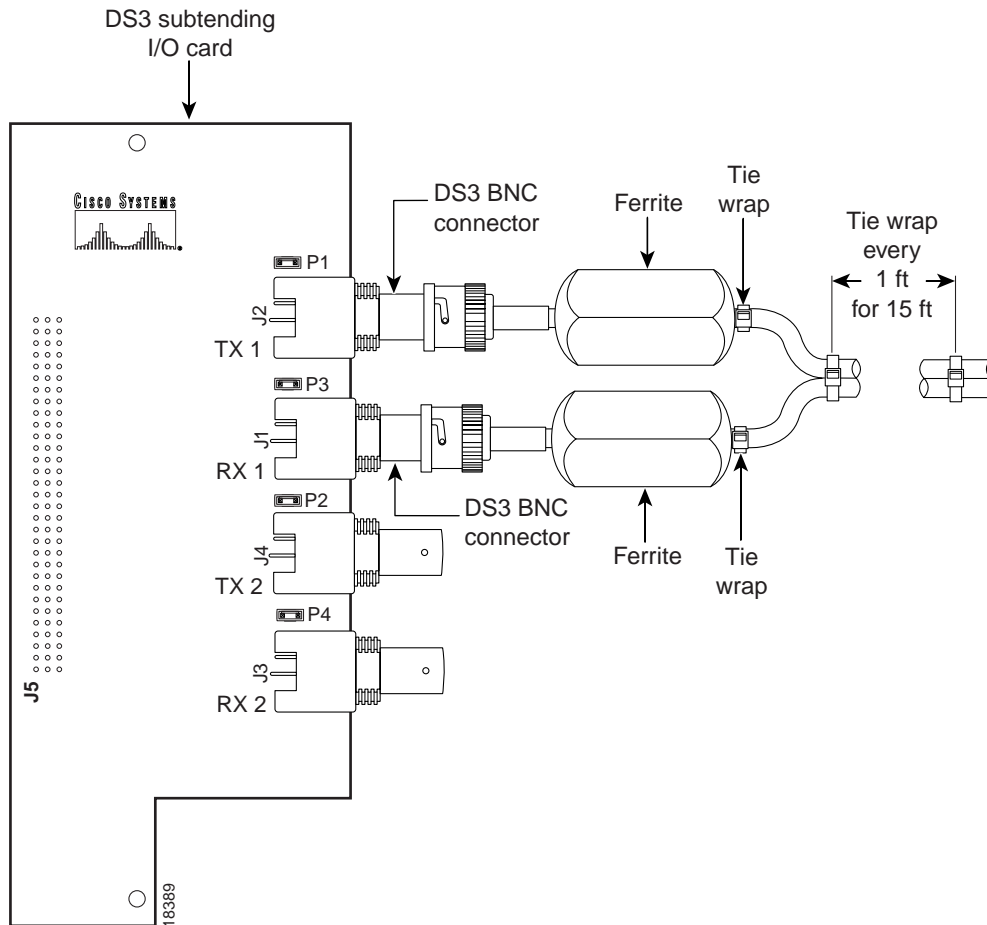 DS3 subtending
I/O card
CISCO SYSTEMS
®
DS3 BNC
connector
Ferrite
Tie
wrap
Tie wrap
every
1 ft
for 15 ft
P1
J2
TX 1
P3
J1
RX 1
P2
DS3 BNC
connector
Ferrite
Tie
wrap
J4
TX 2
P4
J3
RX 2
J5
18389